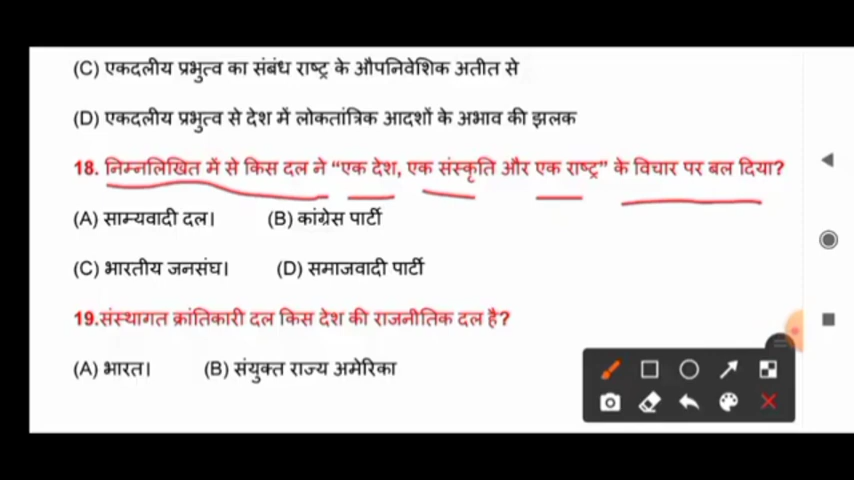 (C) एकदलीय प्रभुत्व का संबंध राष्ट्र के औपनिवेशिक अतीत से
(D) एकदलीय प्रभुत्व से देश में लोकतांत्रिक आदर्शों के अभाव की झलक
18. निम्नलिखित में से किस दल ने “एक देश, एक संस्कृति और एक राष्ट्र” के विचार पर बल दिया?
(A) साम्यवादी दल। (B) कांग्रेस पार्टी
(C) भारतीय जनसंघ। (D) समाजवादी पार्टी
19.संस्थागत क्रांतिकारी दल किस देश की राजनीतिक दल है?
(A) भारत। (B) संयुक्त राज्य अमेरिका